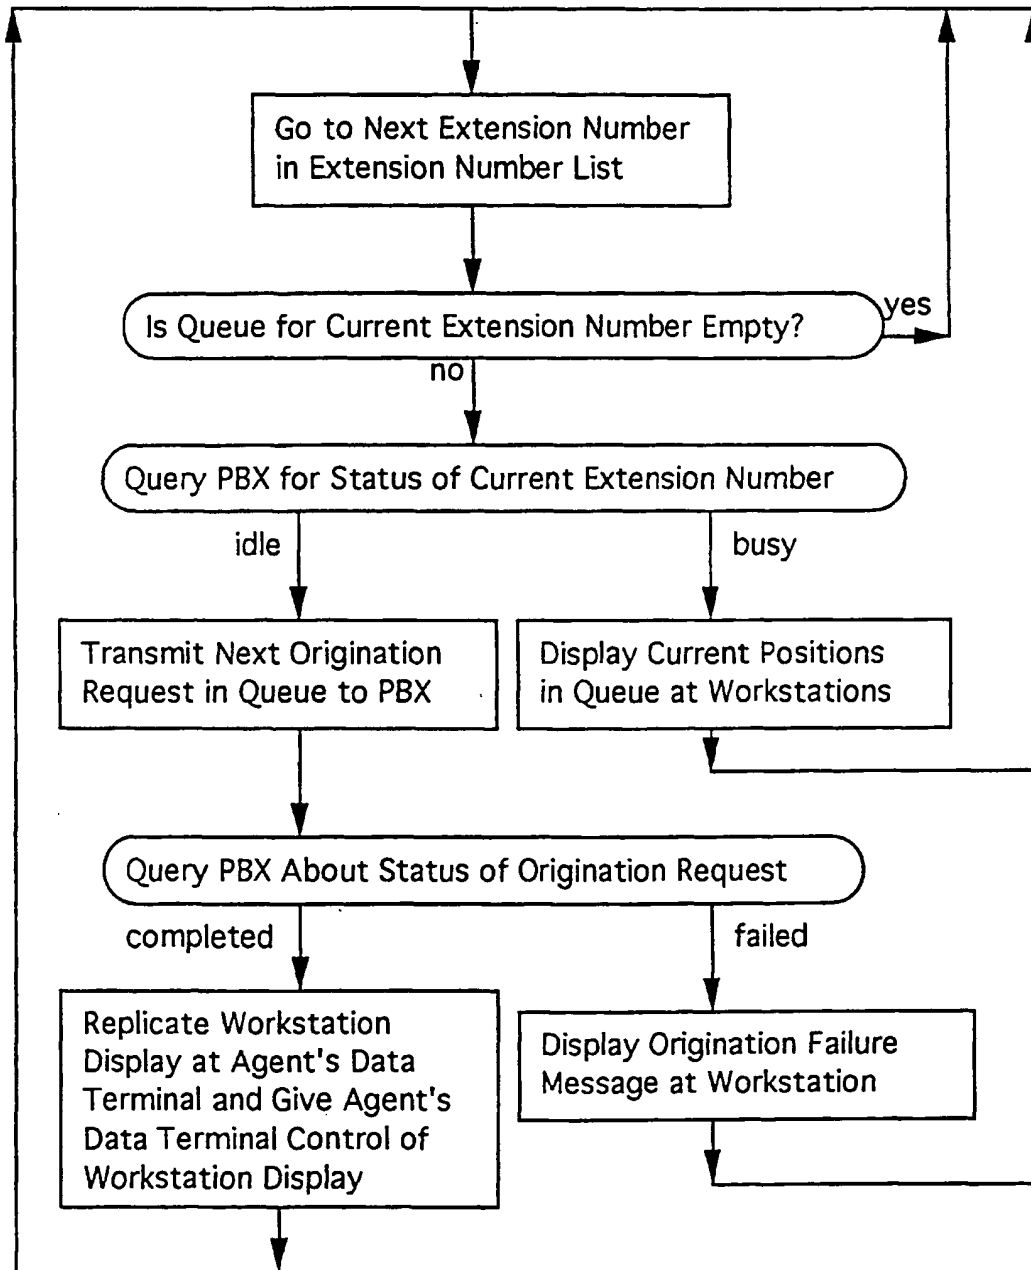 Go to Next Extension Number
in Extension Number List
Is Queue for Current Extension Number Empty?
yes
no
Query PBX for Status of Current Extension Number
idle
busy
Transmit Next Origination
Request in Queue to PBX
Display Current Positions
in Queue at Workstations
Query PBX About Status of Origination Request
completed
failed
Replicate Workstation
Display at Agent's Data
Terminal and Give Agent's
Data Terminal Control of
Workstation Display
Display Origination Failure
Message at Workstation